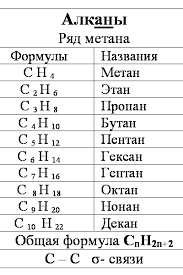 Алканы
Ряд метана
Формулы Названия
C H 4 Метан
C 2 H 6 Этан
C 3 H 8 Пропан
C 4 H 10 Бутан
C 5 H 12 Пентан
C 6 H 14 Гексан
C 7 H 16 Гептан
C 8 H 18 Октан
C 9 H 20 Нонан
C 10 H 22 Декан
Общая формула CnH2n+2
C – C σ- связи